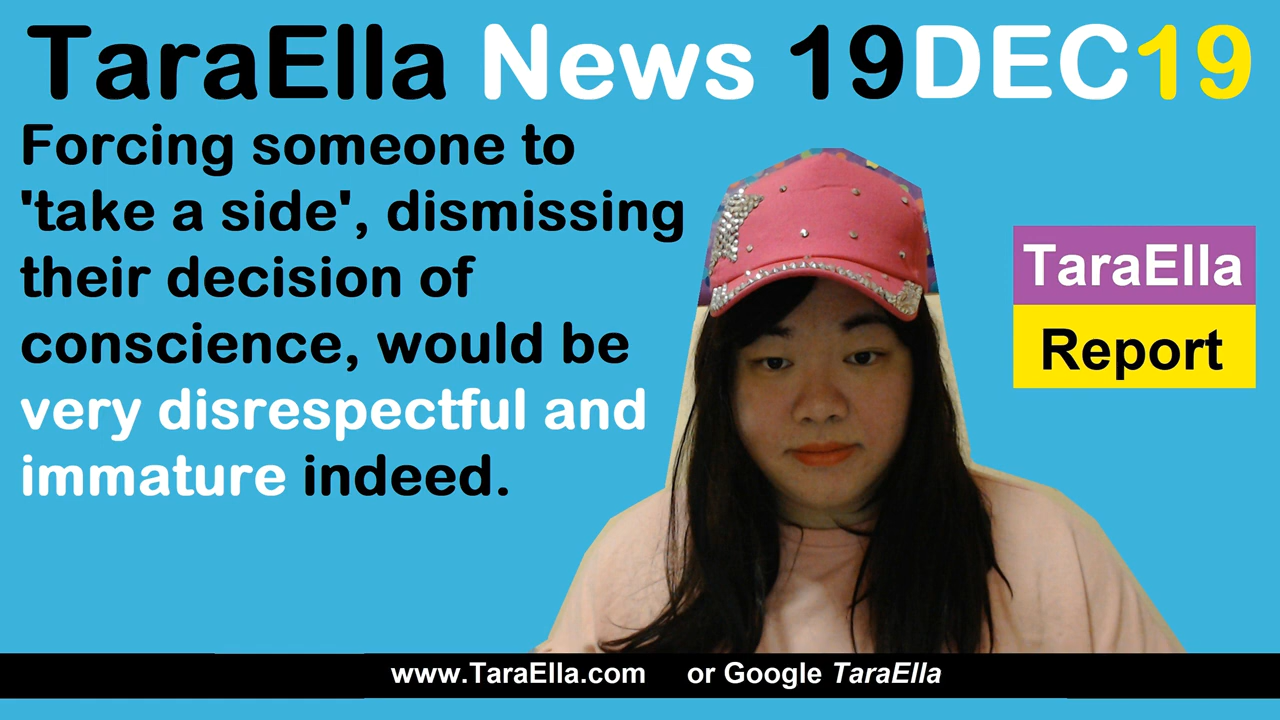 TaraElla News 19DEC19
Forcing someone to
'take a side', dismissing
their decision of
conscience, would be
very disrespectful and
immature indeed.
TaraElla
Report
www.TaraElla.com or Google TaraElla